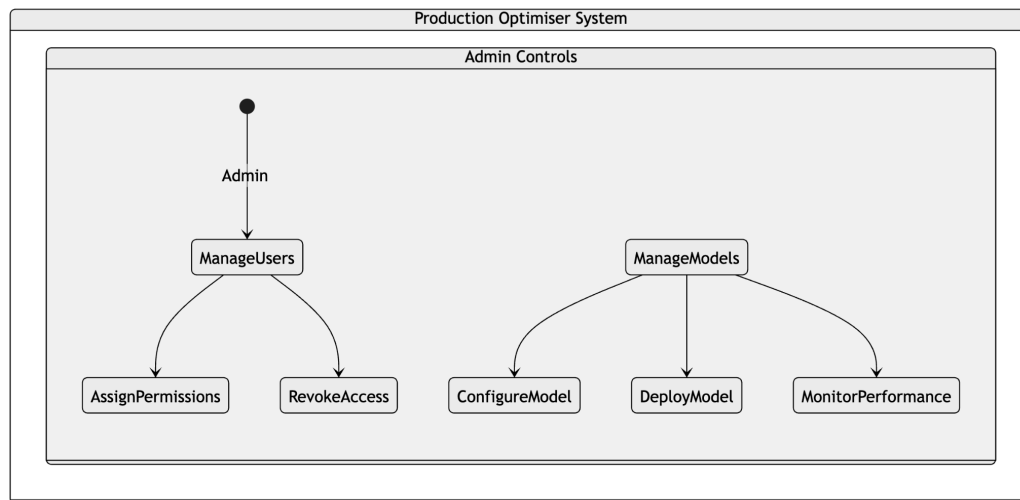 Production Optimiser System
Admin Controls
Admin
ManageUsers
ManageModels
AssignPermissions
RevokeAccess
ConfigureModel
DeployModel
MonitorPerformance